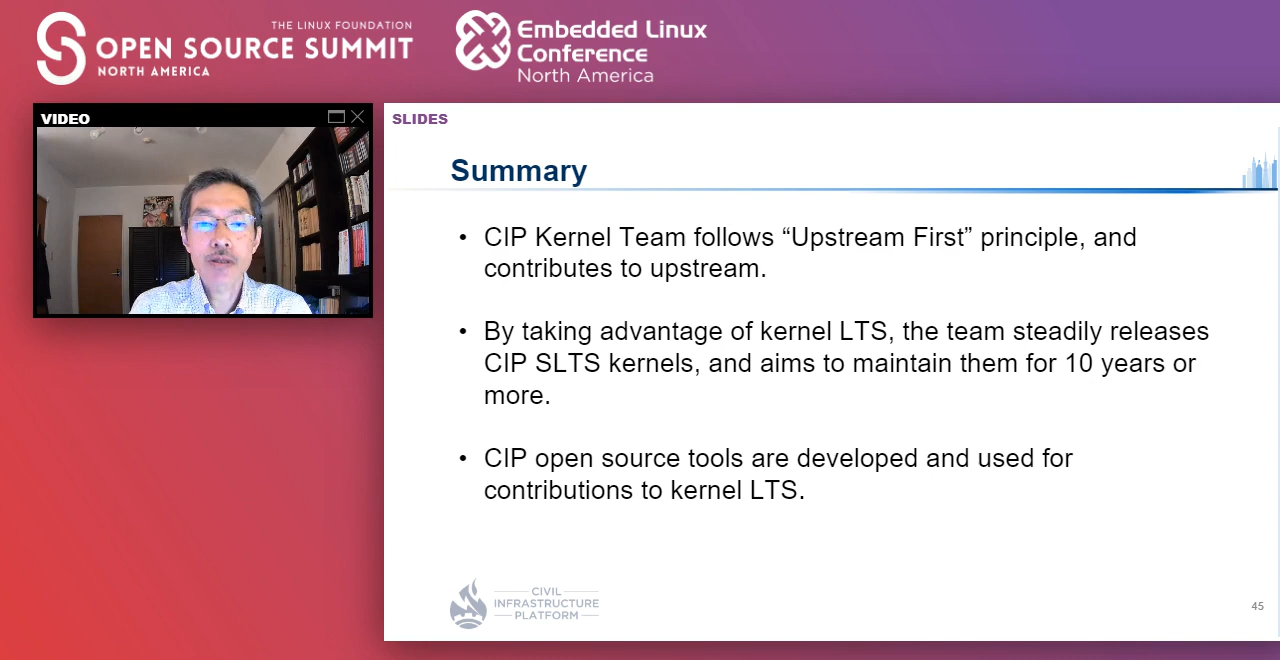 THE LINUX FOUNDATION
OPEN SOURCE SUMMIT
NORTH AMERICA
Embedded Linux
Conference
North America
VIDEO
SLIDES
Summary
• CIP Kernel Team follows “Upstream First” principle, and
contributes to upstream.
• By taking advantage of kernel LTS, the team steadily releases
CIP SLTS kernels, and aims to maintain them for 10 years or
more.
• CIP open source tools are developed and used for
contributions to kernel LTS.
CIVIL
INFRASTRUCTURE
PLATFORM
45